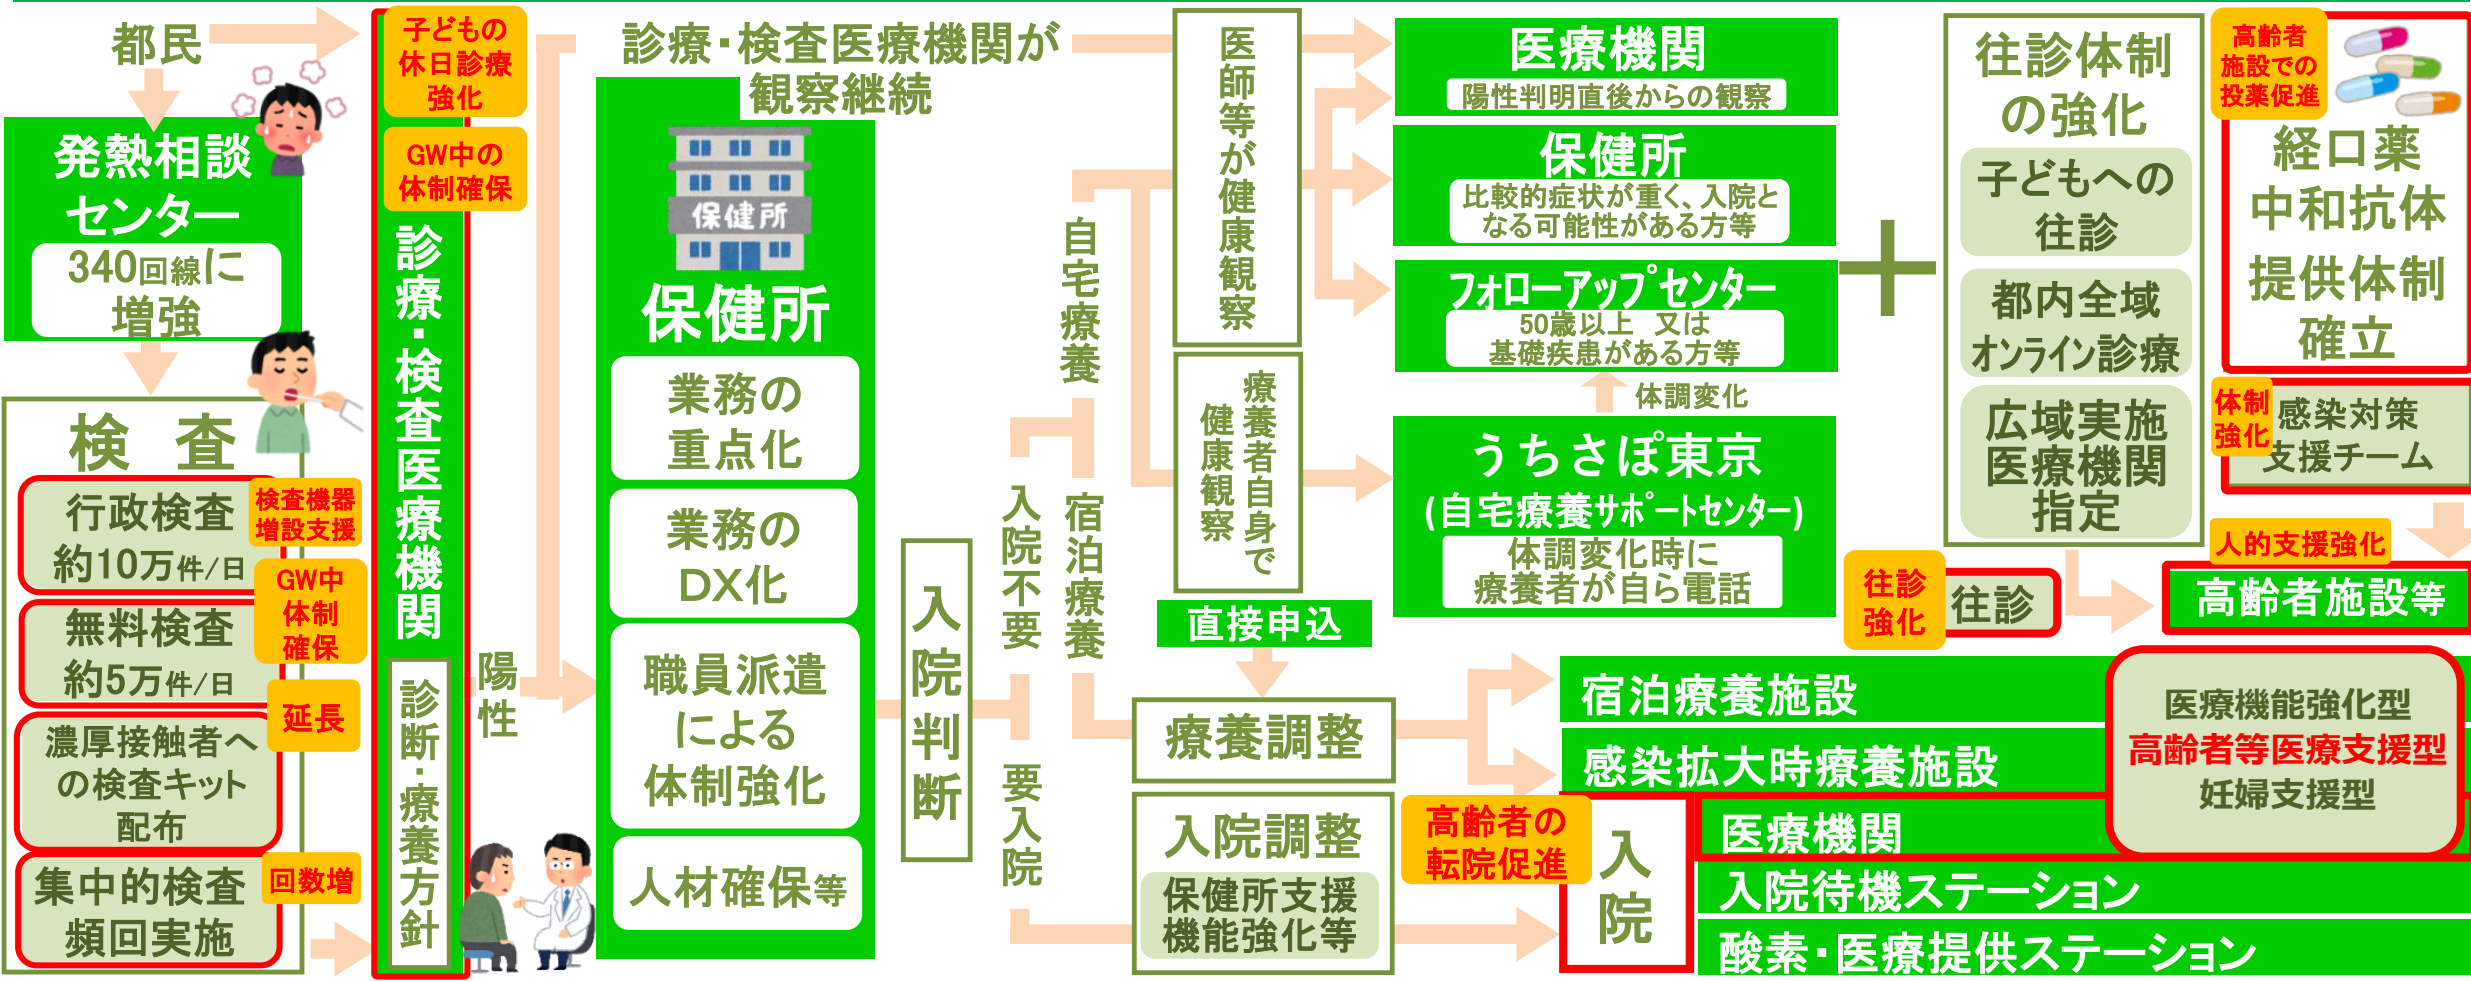 都民
発熱相談
センター
340回線に
増強
検　査
行政検査
約10万件/日
検査機器
増設支援
無料検査
約5万件/日
GW中
体制
確保
濃厚接触者へ
の検査キット
配布
延長
集中的検査
頻回実施
回数増
子どもの
休日診療
強化
GW中の
体制確保
診療・検査医療機関
診断・療養方針
陽性
診療・検査医療機関が
観察継続
保健所
保健所
業務の
重点化
業務の
DX化
職員派遣
による
体制強化
人材確保等
入院判断
入院不要
要入院
自宅療養
宿泊療養
医師等が健康観察
療養者自身で
健康観察
直接申込
療養調整
入院調整
保健所支援
機能強化等
医療機関
陽性判明直後からの観察
保健所
比較的症状が重く、入院と
なる可能性がある方等
フォローアップセンター
50歳以上　又は
基礎疾患がある方等
体調変化
うちさぽ東京
(自宅療養サポートセンター)
体調変化時に
療養者が自ら電話
＋
往診体制
の強化
子どもへの
往診
都内全域
オンライン診療
広域実施
医療機関
指定
高齢者
施設での
投薬促進
経口薬
中和抗体
提供体制
確立
体制
強化
感染対策
支援チーム
人的支援強化
高齢者施設等
往診
強化
往診
宿泊療養施設
感染拡大時療養施設
高齢者の
転院促進
入院
医療機関
入院待機ステーション
酸素・医療提供ステーション
医療機能強化型
高齢者等医療支援型
妊婦支援型